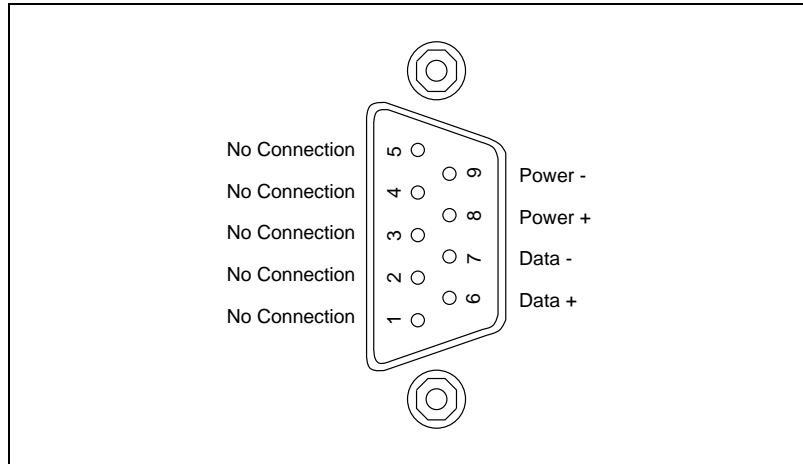 No Connection
No Connection
No Connection
No Connection
No Connection
5
4
3
2
1
9
8
7
6
Power -
Power +
Data -
Data +